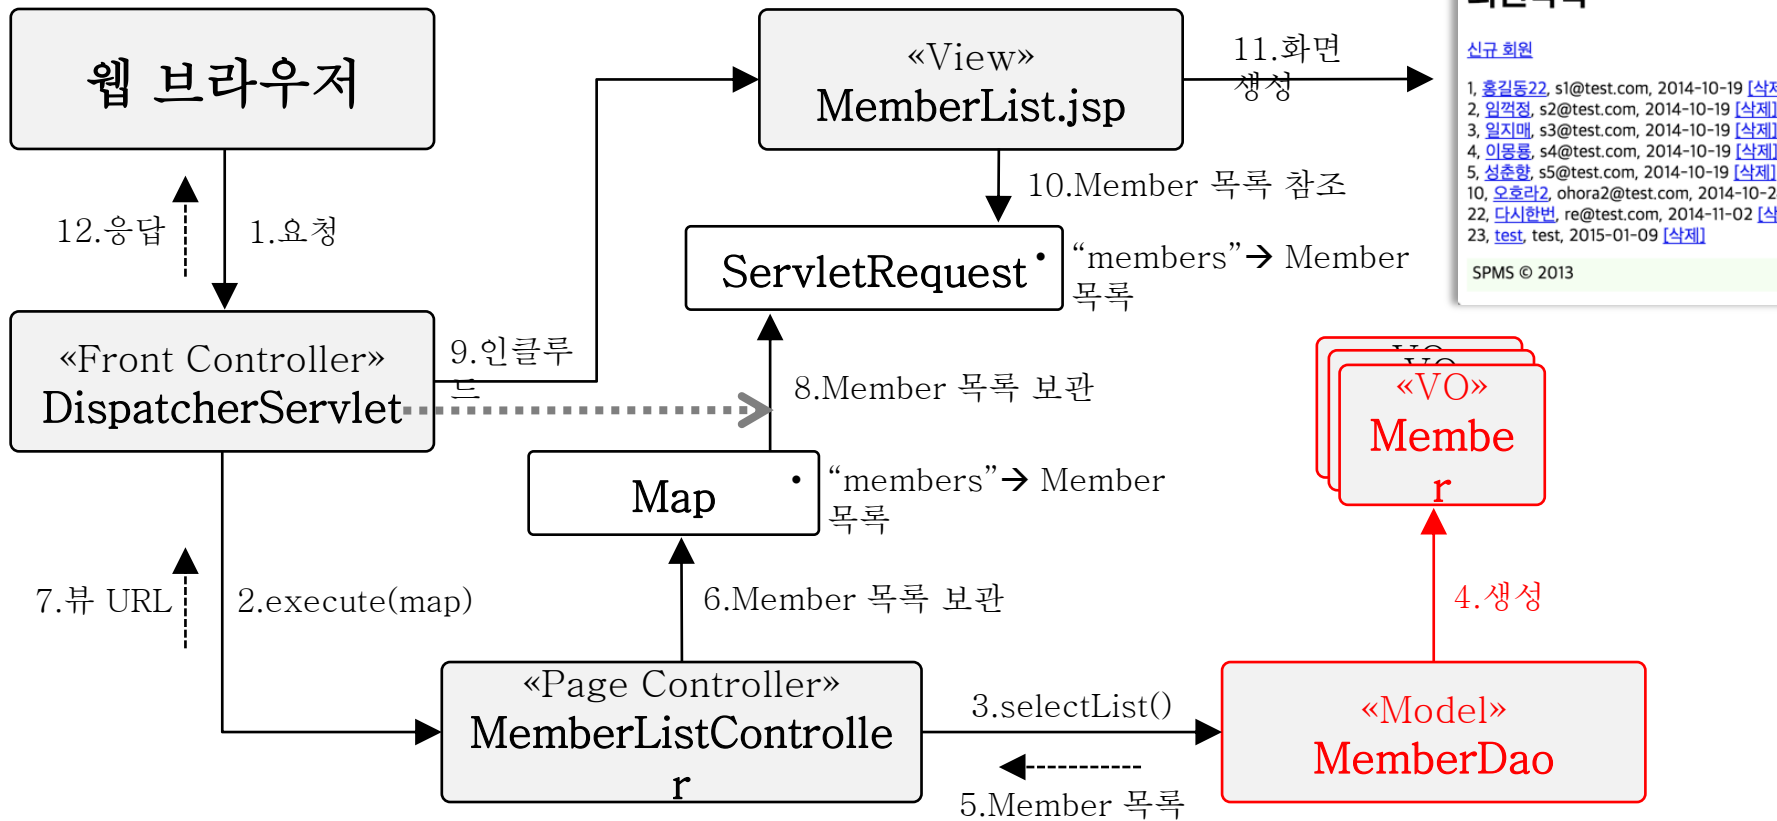 웹 브라우저
12.응답
1.요청
«Front Controller»
DispatcherServlet
9.인클루
드
7.뷰 URL
2.execute(map)
«View»
MemberList.jsp
11.화면
생성
10.Member 목록 참조
ServletRequest
• “members”→ Member
목록
8.Member 목록 보관
Map
• “members”→ Member
목록
6.Member 목록 보관
«Page Controller»
MemberListControlle
r
3.selectList()
5.Member 목록
«VO»
Membe
r
4.생성
«Model»
MemberDao
신규 회원
1, 홍길동22, s1@test.com, 2014-10-19 [삭제
2, 임꺽정, s2@test.com, 2014-10-19 [삭제]
3, 일지매, s3@test.com, 2014-10-19 [삭제]
4, 이몽룡, s4@test.com, 2014-10-19 [삭제]
5, 성춘향, s5@test.com, 2014-10-19 [삭제]
10, 오호라2, ohora2@test.com, 2014-10-2
22, 다시한번, re@test.com, 2014-11-02 [삭
23, test, test, 2015-01-09 [삭제]
SPMS © 2013